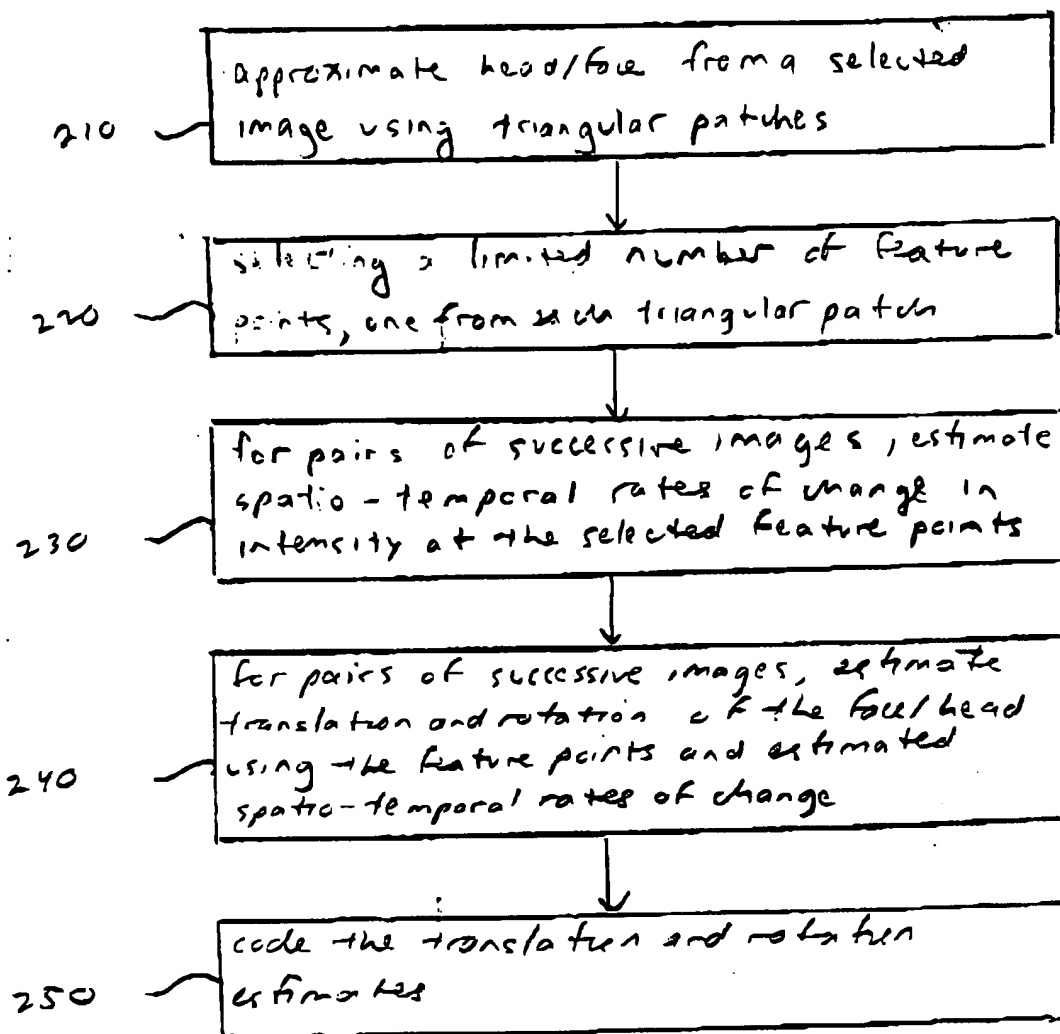 approximate head/face from a selected
210
image using triangular patches
selecting a limited number of feature
220
points, one from each triangular patch
for pairs of successive images, estimate
spatio-temporal rates of change in
230
intensity at the selected feature points
for pairs of successive images, estimate
translation and rotation of the face/head
240
using the feature points and estimated
spatio-temporal rates of change
code the translation and rotation
250
estimates